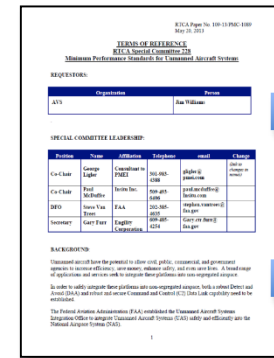 RTCA Paper No. 109-13/PMC-1089
May 20, 2013
TERMS OF REFERENCE
RTCA Special Committee 228
Minimum Performance Standards for Unmanned Aircraft Systems
REQUESTORS:
Organization Person
AVS Jim Williams
SPECIAL COMMITTEE LEADERSHIP:
Position Name Affiliation Telephone email Change
Co-Chair George Ligler Consultant to PMEI
Co-Chair Paul McDuffee Insitu Inc.
DFO Steve Van Trees FAA
Secretary Gary Furr Engility Corporation
BACKGROUND:
Unmanned aircraft have the potential to allow civil, public, commercial, and government
agencies to increase efficiency, save money, enhance safety, and even save lives. A broad range
of applications and services seek to integrate these platforms into non-segregated airspace.
In order to safely integrate these platforms into non-segregated airspace, both a robust Detect and
Avoid (DAA) and robust and secure Command and Control (C2) Data Link capability need to be
established.
The Federal Aviation Administration (FAA) established the Unmanned Aircraft Systems
Integration Office to integrate Unmanned Aircraft Systems (UAS) safely and efficiently into the
National Airspace System (NAS).
1